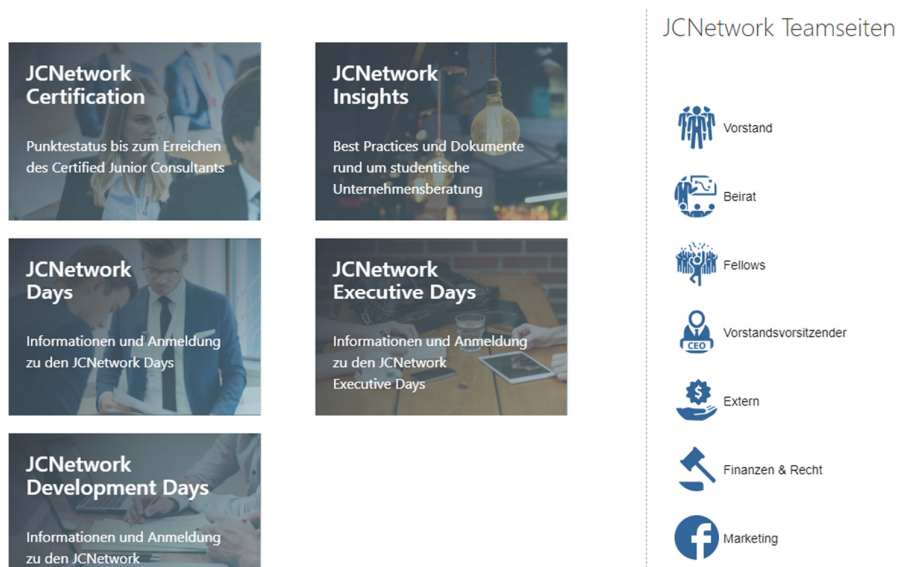 JCNetwork Teamseiten
JCNetwork
Certification
Punktestatus bis zum Erreichen
des Certified Junior Consultants
JCNetwork
Insights
Best Practices und Dokumente
rund um studentische
Unternehmensberatung
JCNetwork
Days
Informationen und Anmeldung
zu den JCNetwork Days
JCNetwork
Executive Days
Informationen und Anmeldung
zu den JCNetwork
Executive Days
JCNetwork
Development Days
Informationen und Anmeldung
zu den JCNetwork
Vorstand
Beirat
Fellows
CEO
Vorstandsvorsitzender
$
Extern
Finanzen & Recht
f
Marketing